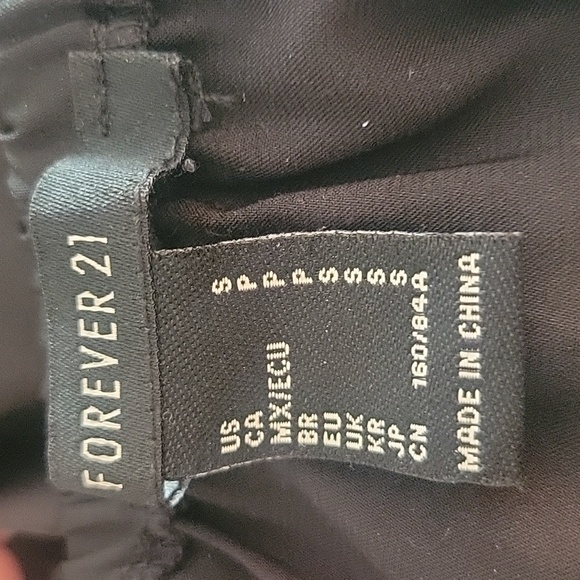 FOREVER 21
US S
CA P
MX/ECU P
BR P
EU S
UK S
KR S
JP S
CN 160/84A
MADE IN CHINA